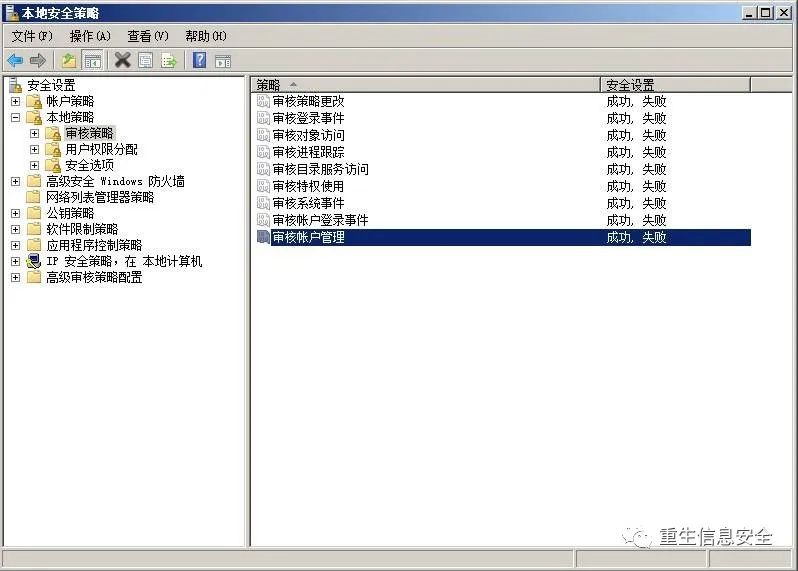 本地安全策略
文件(F) 操作(A) 查看(V) 帮助(H)
安全设置
帐户策略
本地策略
审核策略
用户权限分配
安全选项
高级安全 Windows 防火墙
网络列表管理器策略
公钥策略
软件限制策略
应用程序控制策略
IP 安全策略，在 本地计算机
高级审核策略配置
策略 安全设置
审核策略更改 成功, 失败
审核登录事件 成功, 失败
审核对象访问 成功, 失败
审核进程跟踪 成功, 失败
审核目录服务访问 成功, 失败
审核特权使用 成功, 失败
审核系统事件 成功, 失败
审核帐户登录事件 成功, 失败
审核帐户管理 成功, 失败
重生信息安全